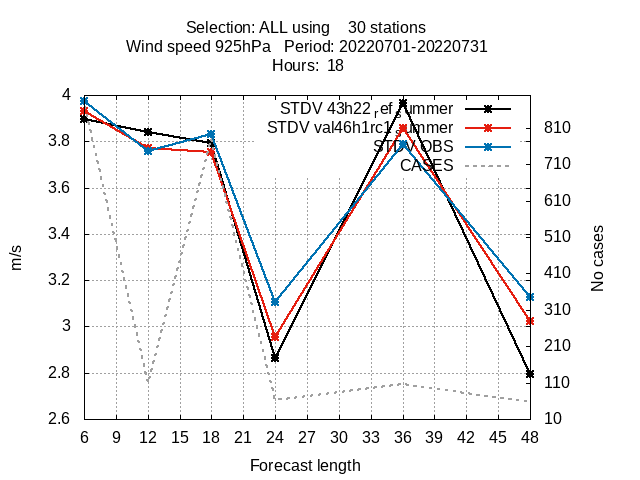 Selection: ALL using    30 stations
Wind speed 925hPa   Period: 20220701-20220731
Hours:  18
STDV 43h22_ref_summer
STDV val46h1rc1_summer
STDV OBS
CASES
4
3.8
3.6
3.4
3.2
3
2.8
2.6
m/s
810
710
610
510
410
310
210
110
10
No cases
6 9 12 15 18 21 24 27 30 33 36 39 42 45 48
Forecast length